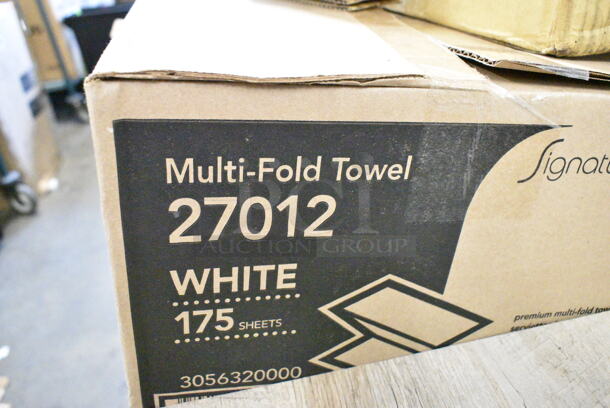 Multi-Fold Towel
Signatu
27012
PCI
AUCTION GROUP
WHITE
175 SHEETS
premium multi-fold tow
3056320000